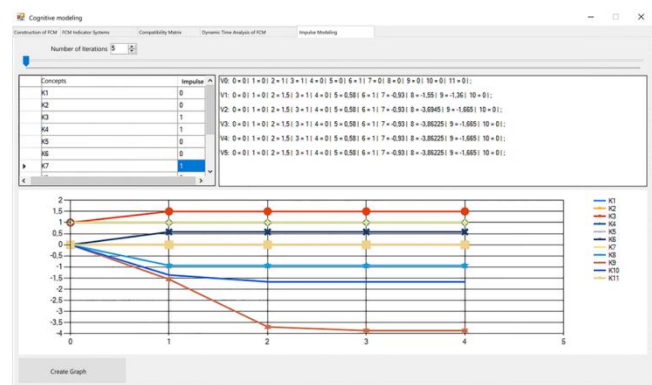 Cognitive modeling
Construction of FCM FCM Indicator Systems Compatibility Matrix Dynamic Time Analysis of FCM Impulse Modeling
Number of Iterations 5
Concepts Impulse
K1 0
K2 0
K3 1
K4 1
K5 0
K6 0
K7 1
V0: 0 = 0 | 1 = 0 | 2 = 1 | 3 = 1 | 4 = 0 | 5 = 0 | 6 = 1 | 7 = 0 | 8 = 0 | 9 = 0 | 10 = 0 | 11 = 0 | ;
V1: 0 = 0 | 1 = 0 | 2 = 1,5 | 3 = 1 | 4 = 0 | 5 = 0,58 | 6 = 1 | 7 = -0,93 | 8 = -1,55 | 9 = -1,36 | 10 = 0 | ;
V2: 0 = 0 | 1 = 0 | 2 = 1,5 | 3 = 1 | 4 = 0 | 5 = 0,58 | 6 = 1 | 7 = -0,93 | 8 = -3,6945 | 9 = -1,665 | 10 = 0 | ;
V3: 0 = 0 | 1 = 0 | 2 = 1,5 | 3 = 1 | 4 = 0 | 5 = 0,58 | 6 = 1 | 7 = -0,93 | 8 = -3,86225 | 9 = -1,665 | 10 = 0 | ;
V4: 0 = 0 | 1 = 0 | 2 = 1,5 | 3 = 1 | 4 = 0 | 5 = 0,58 | 6 = 1 | 7 = -0,93 | 8 = -3,86225 | 9 = -1,665 | 10 = 0 | ;
V5: 0 = 0 | 1 = 0 | 2 = 1,5 | 3 = 1 | 4 = 0 | 5 = 0,58 | 6 = 1 | 7 = -0,93 | 8 = -3,86225 | 9 = -1,665 | 10 = 0 | ;
2
1.5
1
0.5
0
-0.5
-1
-1.5
-2
-2.5
-3
-3.5
-4
0 1 2 3 4 5
K1
K2
K3
K4
K5
K6
K7
K8
K9
K10
K11
Create Graph